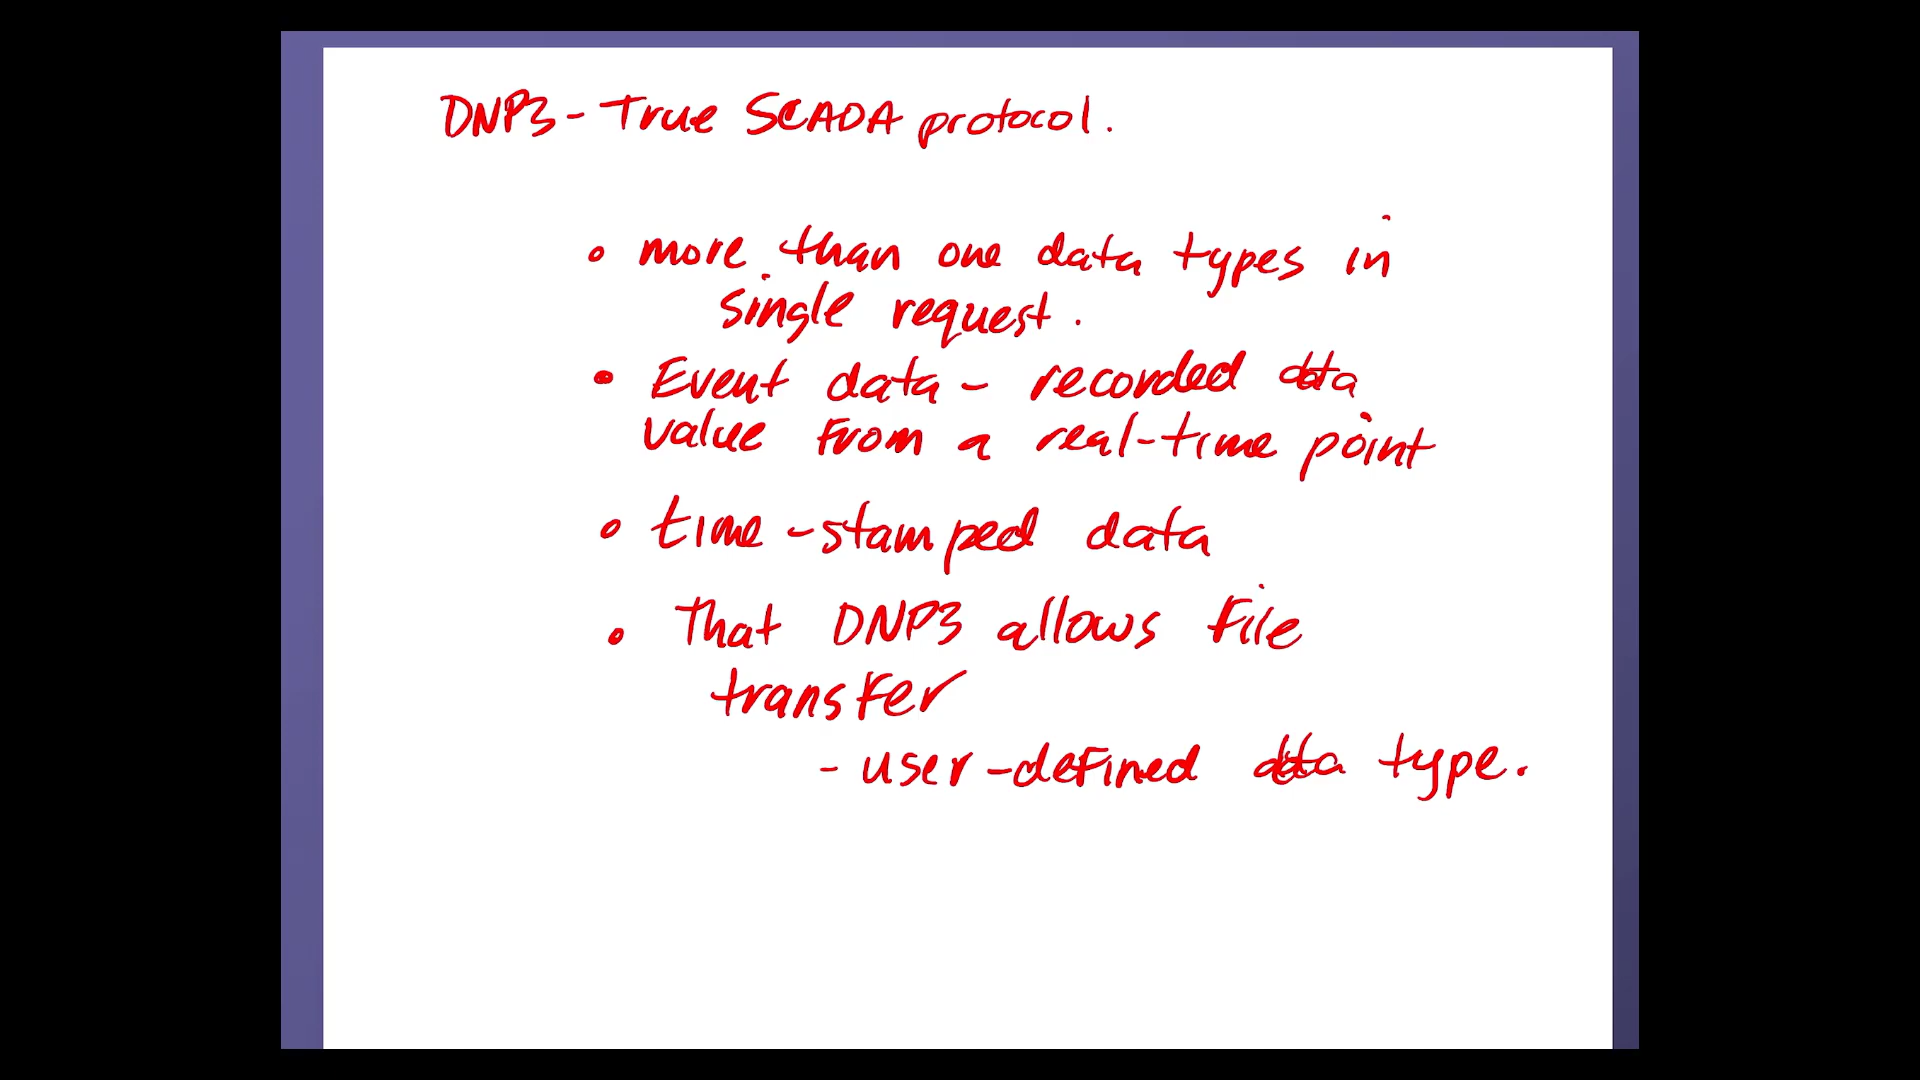 DNP3 - True SCADA protocol.
• more than one data types in
single request.
• Event data - recorded data
value from a real-time point
• time-stamped data
• That DNP3 allows file
transfer
- user-defined data type.